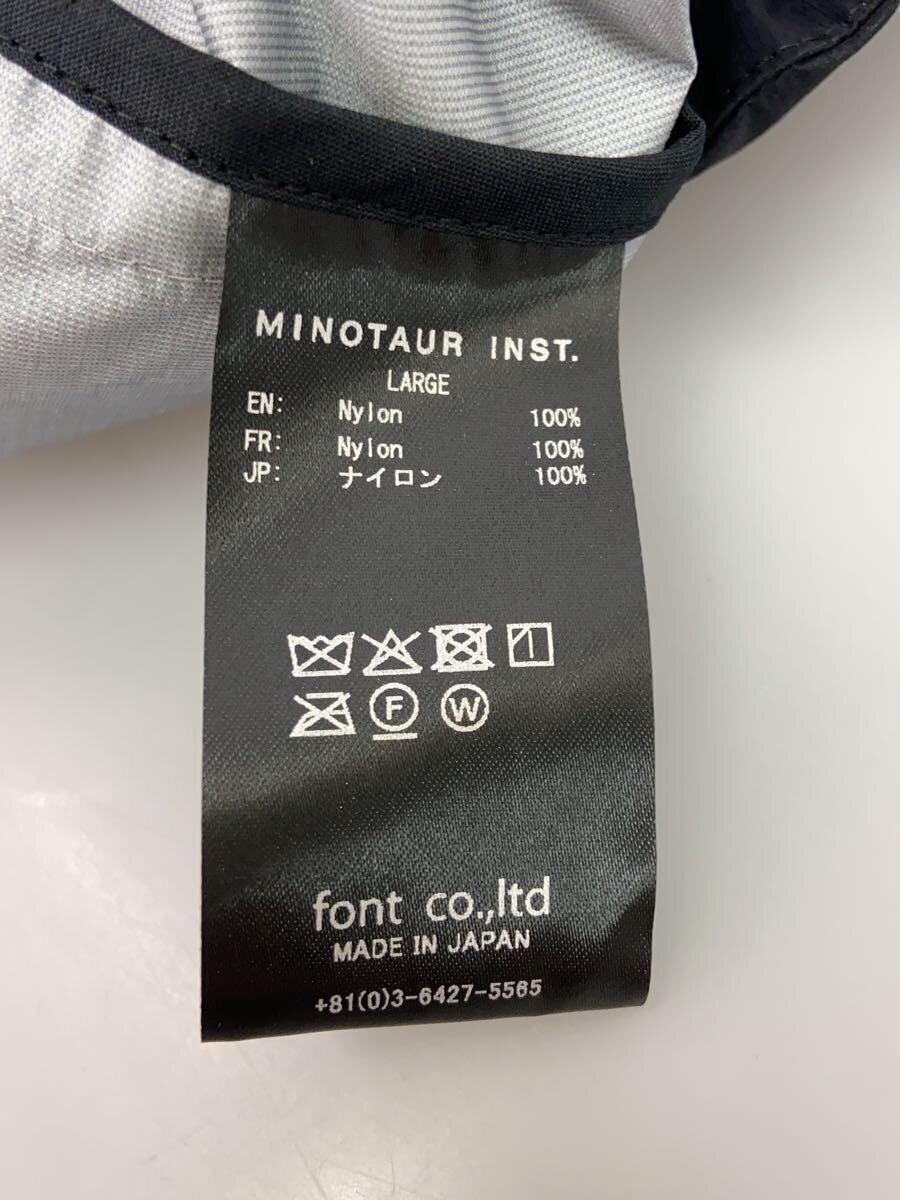 MINOTAUR INST.
LARGE
EN: Nylon 100%
FR: Nylon 100%
JP: ナイロン 100%
F W
font co.,ltd
MADE IN JAPAN
+81(0)3-6427-5565